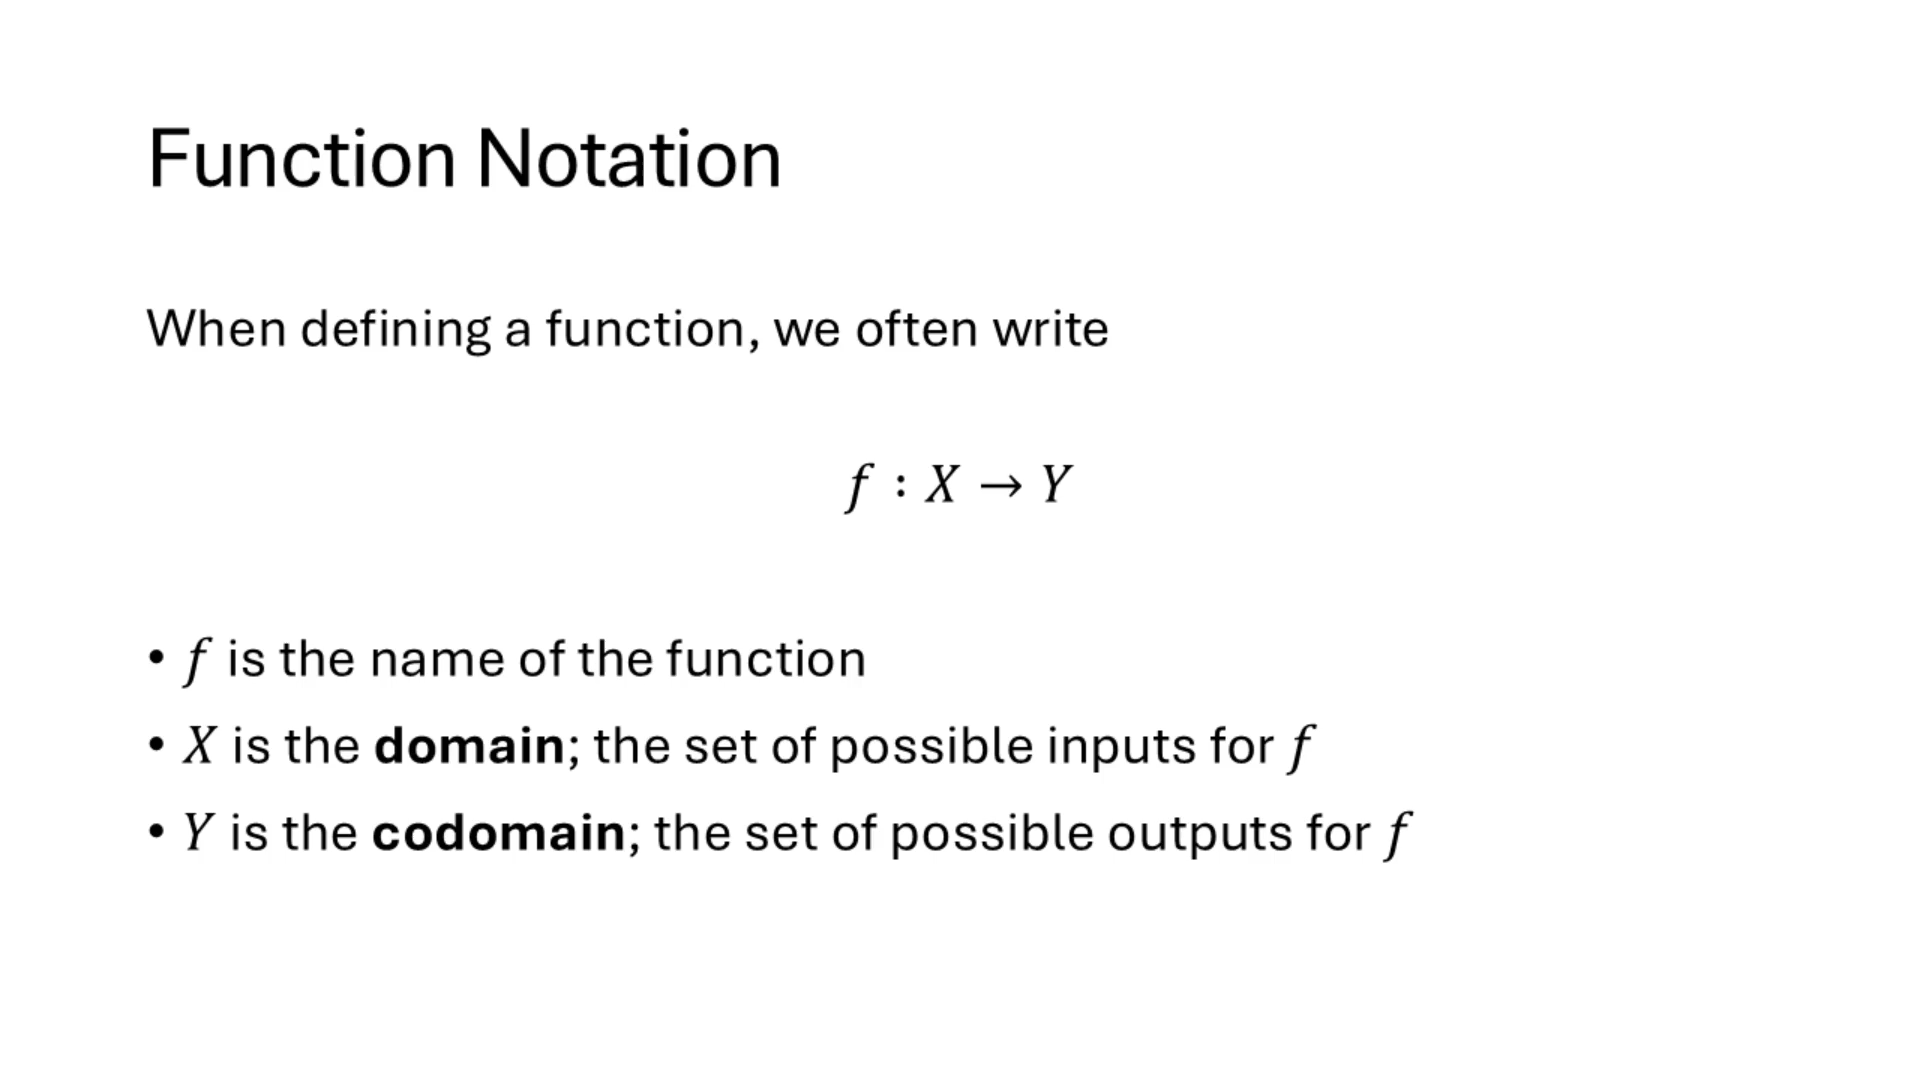 Function Notation
When defining a function, we often write
f : X → Y
• f is the name of the function
• X is the domain; the set of possible inputs for f
• Y is the codomain; the set of possible outputs for f